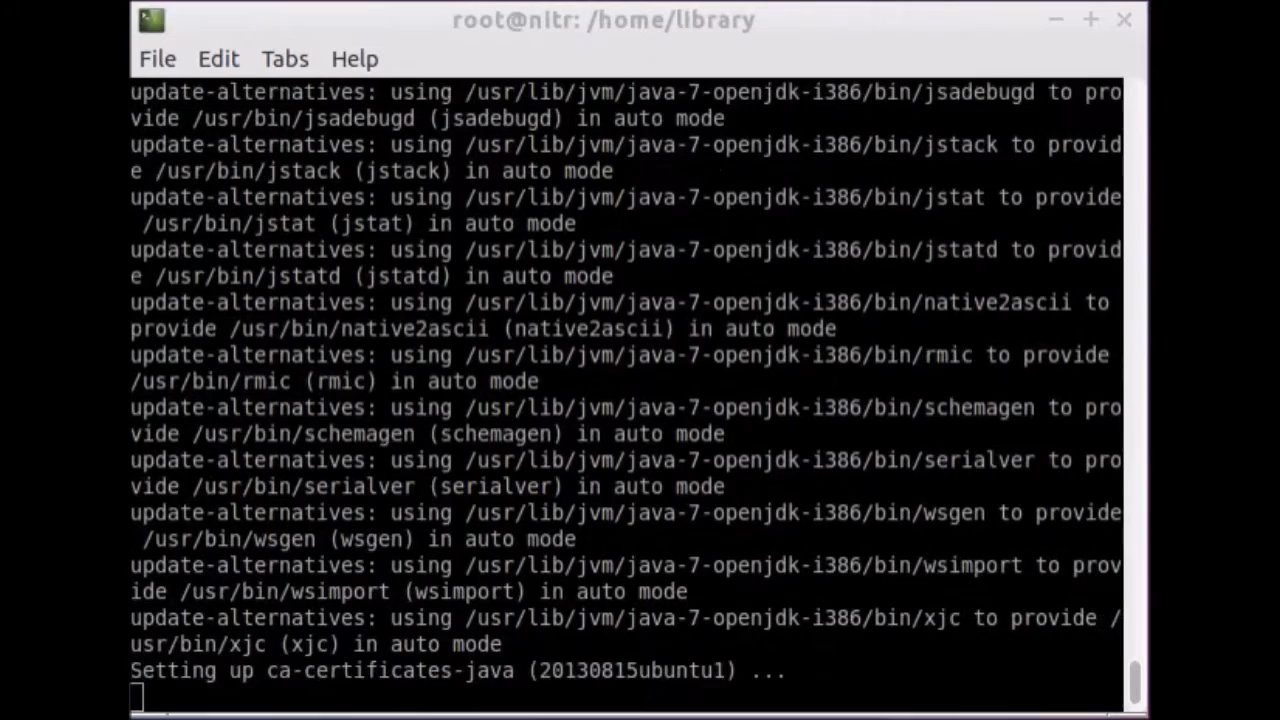 root@nitr: /home/library
File Edit Tabs Help
update-alternatives: using /usr/lib/jvm/java-7-openjdk-i386/bin/jsadebugd to pro
vide /usr/bin/jsadebugd (jsadebugd) in auto mode
update-alternatives: using /usr/lib/jvm/java-7-openjdk-i386/bin/jstack to provid
e /usr/bin/jstack (jstack) in auto mode
update-alternatives: using /usr/lib/jvm/java-7-openjdk-i386/bin/jstat to provide
 /usr/bin/jstat (jstat) in auto mode
update-alternatives: using /usr/lib/jvm/java-7-openjdk-i386/bin/jstatd to provid
e /usr/bin/jstatd (jstatd) in auto mode
update-alternatives: using /usr/lib/jvm/java-7-openjdk-i386/bin/native2ascii to
provide /usr/bin/native2ascii (native2ascii) in auto mode
update-alternatives: using /usr/lib/jvm/java-7-openjdk-i386/bin/rmic to provide
/usr/bin/rmic (rmic) in auto mode
update-alternatives: using /usr/lib/jvm/java-7-openjdk-i386/bin/schemagen to pro
vide /usr/bin/schemagen (schemagen) in auto mode
update-alternatives: using /usr/lib/jvm/java-7-openjdk-i386/bin/serialver to pro
vide /usr/bin/serialver (serialver) in auto mode
update-alternatives: using /usr/lib/jvm/java-7-openjdk-i386/bin/wsgen to provide
 /usr/bin/wsgen (wsgen) in auto mode
update-alternatives: using /usr/lib/jvm/java-7-openjdk-i386/bin/wsimport to prov
ide /usr/bin/wsimport (wsimport) in auto mode
update-alternatives: using /usr/lib/jvm/java-7-openjdk-i386/bin/xjc to provide /
usr/bin/xjc (xjc) in auto mode
Setting up ca-certificates-java (20130815ubuntu1) ...